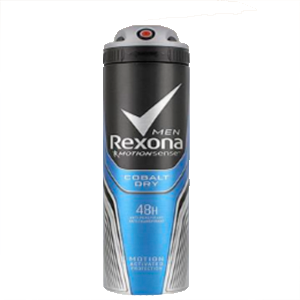 MEN
Rexona
MOTIONSENSE
COBALT
DRY
48H
MOTION
ACTIVATED
PROTECTION